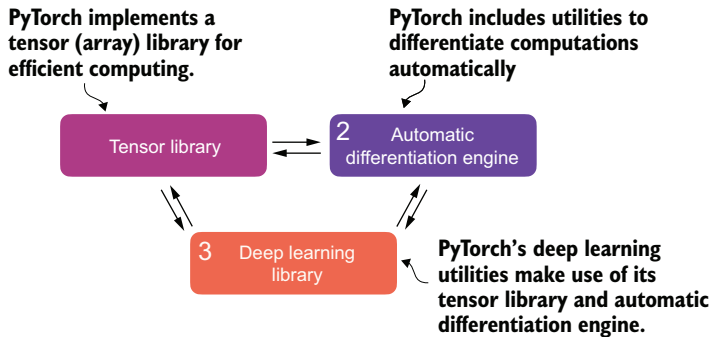 PyTorch implements a
tensor (array) library for
efficient computing.
PyTorch includes utilities to
differentiate computations
automatically
Tensor library
2
Automatic
differentiation engine
3
Deep learning
library
PyTorch’s deep learning
utilities make use of its
tensor library and automatic
differentiation engine.